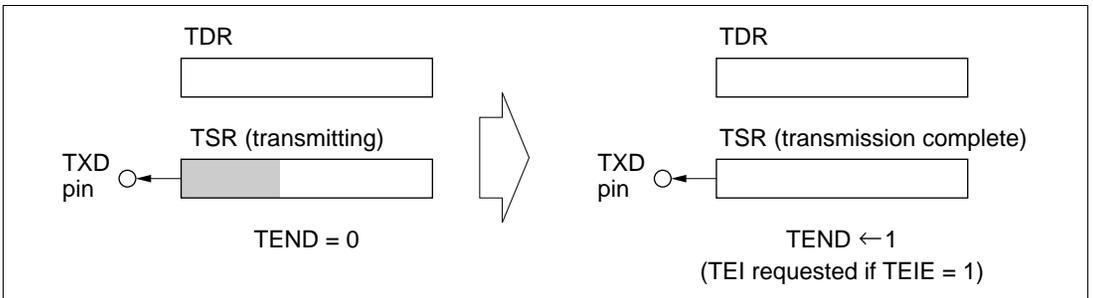 TDR
TSR (transmitting)
TXD
pin
TEND = 0
TDR
TSR (transmission complete)
TXD
pin
TEND ←1
(TEI requested if TEIE = 1)